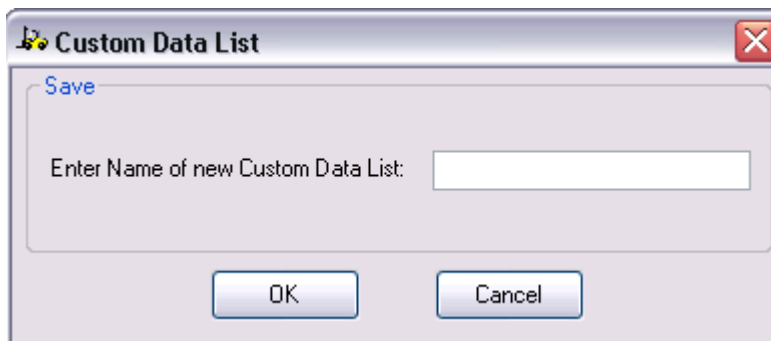 Custom Data List
Save
Enter Name of new Custom Data List:
OK
Cancel